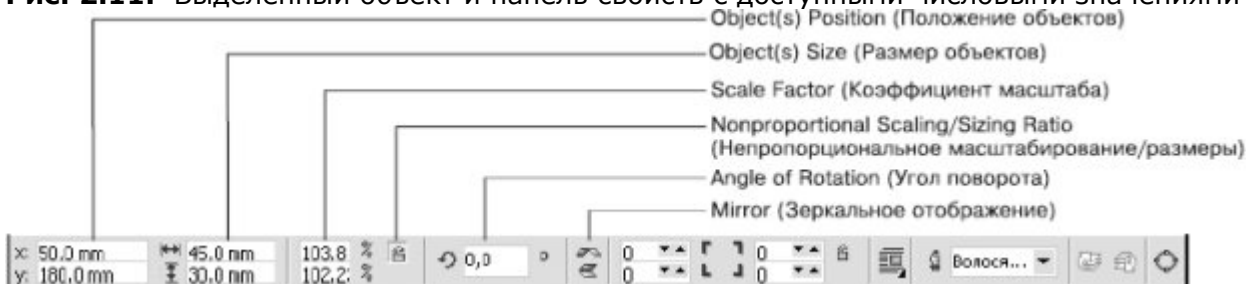 Рис. 2.11. Выделенный объект и панель свойств с доступными числовыми значениями
Object(s) Position (Положение объектов)
Object(s) Size (Размер объектов)
Scale Factor (Коэффициент масштаба)
Nonproportional Scaling/Sizing Ratio
(Непропорциональное масштабирование/размеры)
Angle of Rotation (Угол поворота)
Mirror (Зеркальное отображение)
x: 50.0 mm 45.0 mm 103.8 % 0,0 ° 0 0 Волося...
y: 180.0 mm 30.0 mm 102.2 % 0 0